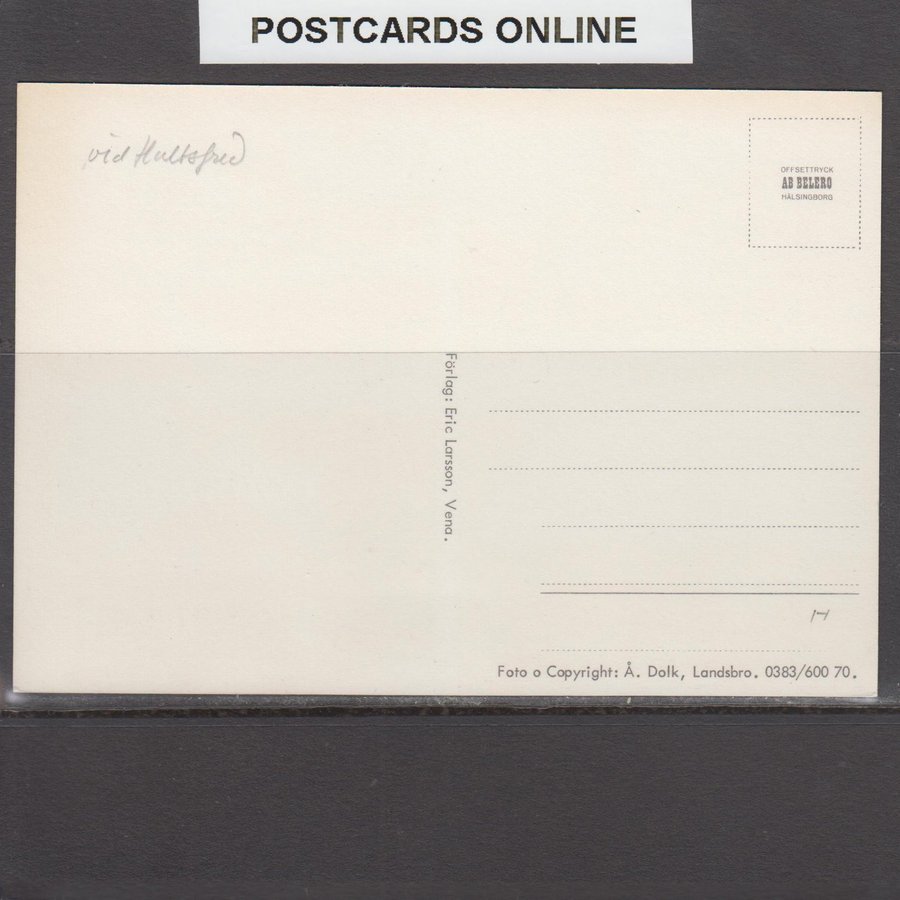 POSTCARDS ONLINE
vid Hultsfred
OFFSETTRYCK
AB BELERO
HÄLSINGBORG
Förlag: Eric Larsson, Vena.
Foto o Copyright: Å. Dolk, Landsbro. 0383/600 70.